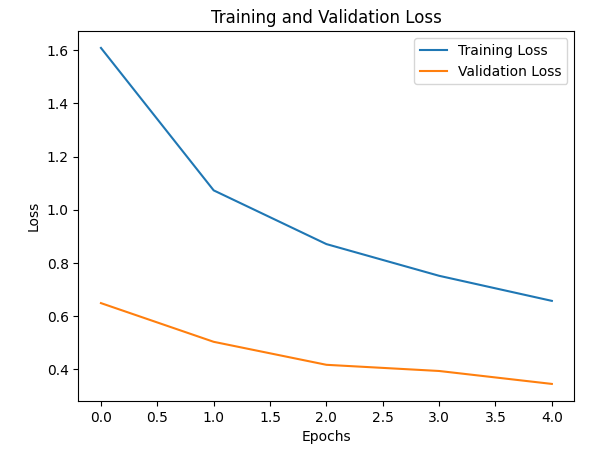 Training and Validation Loss
Training Loss
Validation Loss
Loss
1.6
1.4
1.2
1.0
0.8
0.6
0.4
0.0 0.5 1.0 1.5 2.0 2.5 3.0 3.5 4.0
Epochs